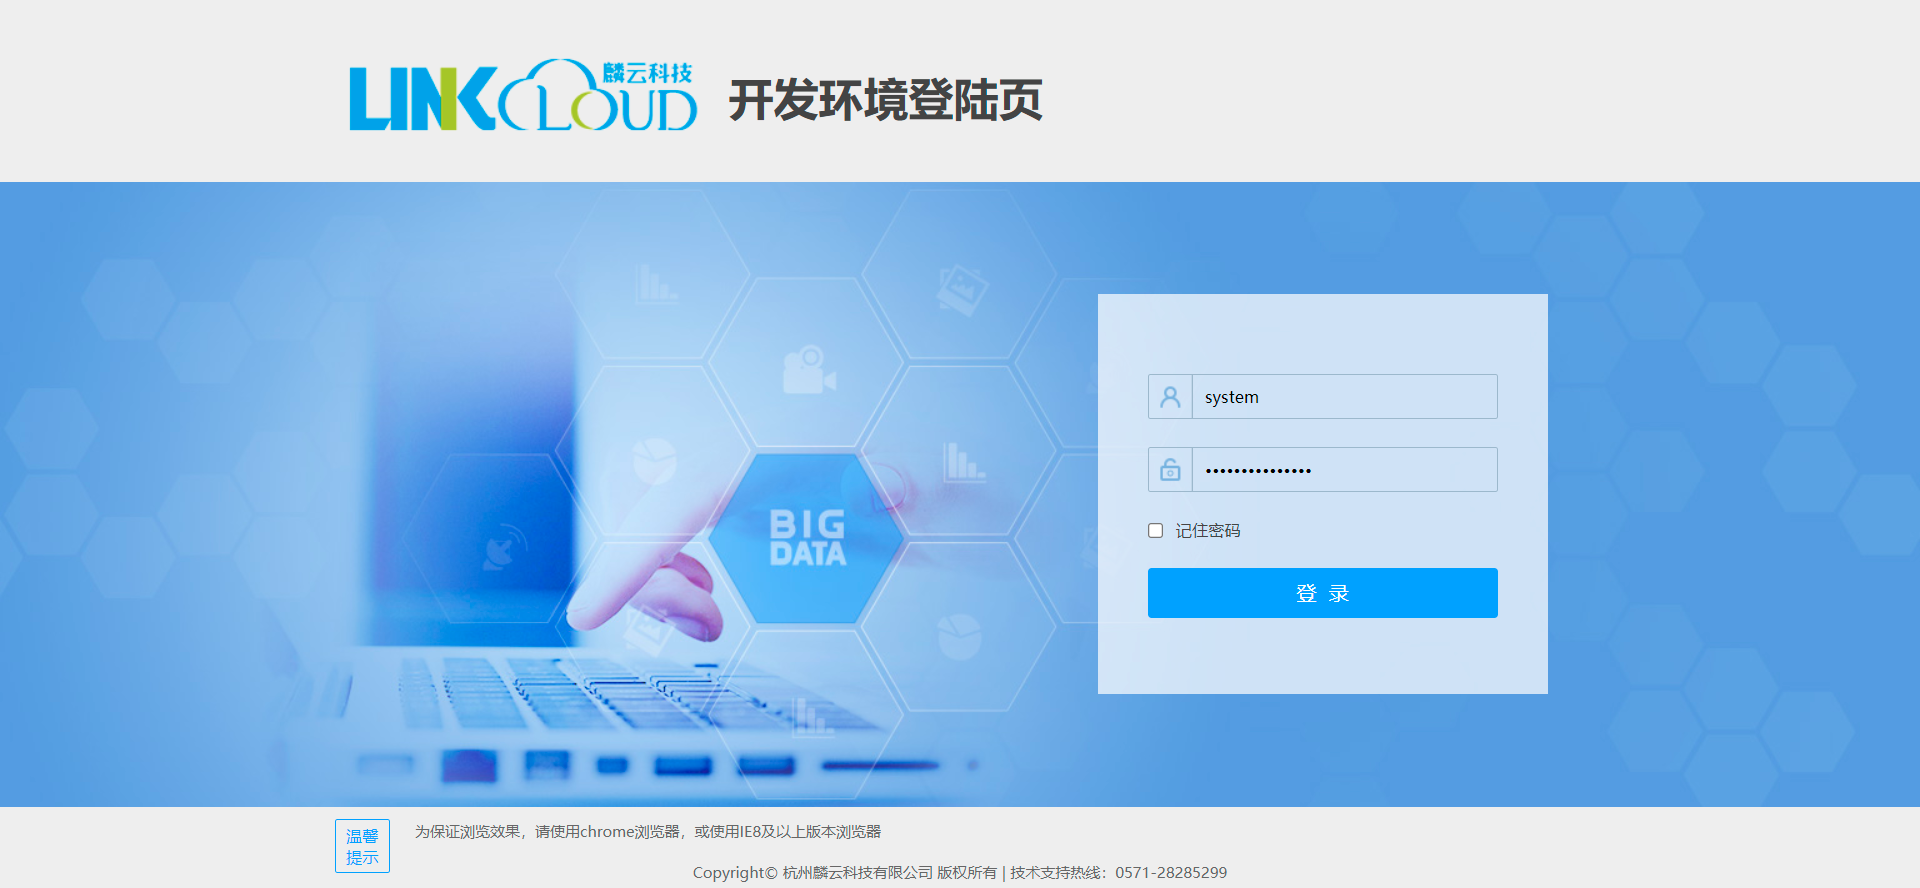 LINKCLOUD 麟云科技
开发环境登陆页
BIG
DATA
system
•••••••••••••••
记住密码
登 录
温馨
提示
为保证浏览效果，请使用chrome浏览器，或使用IE8及以上版本浏览器
Copyright© 杭州麟云科技有限公司 版权所有 | 技术支持热线：0571-28285299